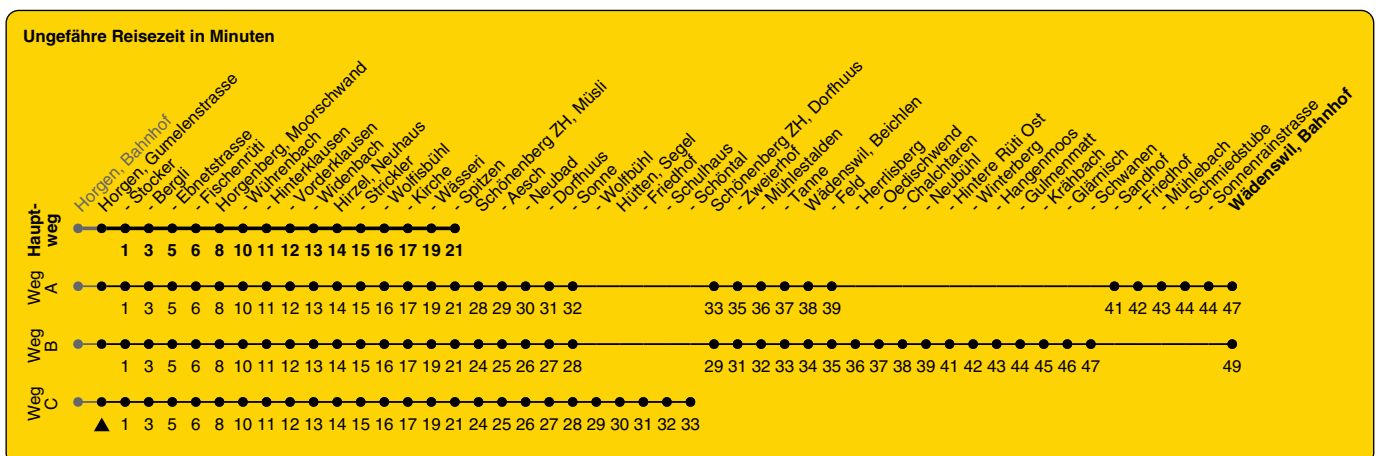 Ungefähre Reisezeit in Minuten
Horgen, Bahnhof
Horgen, Gumelenstrasse
- Stocker
- Bergli
- Ebnetstrasse
- Fischenrüti
Horgenberg, Moorschwand
- Wührenbach
- Hinterklausen
- Vorderklausen
- Widenbach
Hirzel, Neuhaus
- Strickler
- Wolfisbühl
- Kirche
- Wässeri
- Spitzen
Schönenberg ZH, Müsli
- Aesch
- Neubad
- Dorfhaus
- Sonne
- Wolfbühl
Hütten, Segel
- Friedhof
- Schulhaus
- Schöntal
Schönenberg ZH, Dorfhuus
- Zweierhof
- Mühlestalden
- Tanne
Wädenswil, Beichlen
- Feld
- Herrlisberg
- Oedischwend
- Chalchtaren
- Neubühl
- Hintere Rüti Ost
- Winterberg
- Hangenmoos
- Gulmenmatt
- Krähbach
- Glärnisch
- Schwanen
- Sandhof
- Friedhof
- Mühlebach
- Schmiedstube
- Sonnenrainstrasse
Wädenswil, Bahnhof
Haupt-
weg
1 3 5 6 8 10 11 12 13 14 15 16 17 19 21
Weg
A
1 3 5 6 8 10 11 12 13 14 15 16 17 19 21 28 29 30 31 32 33 35 36 37 38 39 41 42 43 44 44 47
Weg
B
1 3 5 6 8 10 11 12 13 14 15 16 17 19 21 24 25 26 27 28 29 31 32 33 34 35 36 37 38 39 41 42 43 44 45 46 47 49
Weg
C
1 3 5 6 8 10 11 12 13 14 15 16 17 19 21 24 25 26 27 28 29 30 31 32 33